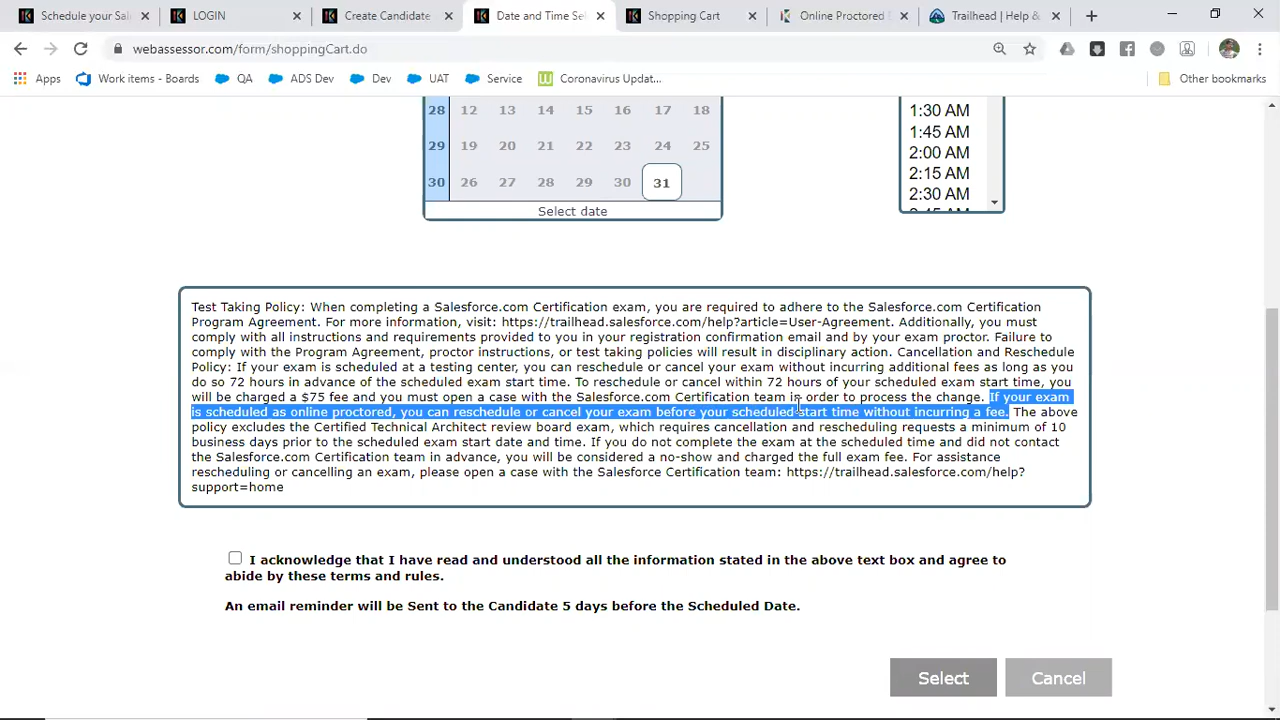 Schedule your Sal
LOGIN
Create Candidate
Date and Time Se
Shopping Cart
Online Proctored
Trailhead | Help &
webassessor.com/form/shoppingCart.do
Apps
Work items - Boards
QA
ADS Dev
Dev
UAT
Service
Coronavirus Updat...
Other bookmarks
28 12 13 14 15 16 17 18
29 19 20 21 22 23 24 25
30 26 27 28 29 30 31
Select date
1:30 AM
1:45 AM
2:00 AM
2:15 AM
2:30 AM
2:45 AM
Test Taking Policy: When completing a Salesforce.com Certification exam, you are required to adhere to the Salesforce.com Certification
Program Agreement. For more information, visit: https://trailhead.salesforce.com/help?article=User-Agreement. Additionally, you must
comply with all instructions and requirements provided to you in your registration confirmation email and by your exam proctor. Failure to
comply with the Program Agreement, proctor instructions, or test taking policies will result in disciplinary action. Cancellation and Reschedule
Policy: If your exam is scheduled at a testing center, you can reschedule or cancel your exam without incurring additional fees as long as you
do so 72 hours in advance of the scheduled exam start time. To reschedule or cancel within 72 hours of your scheduled exam start time, you
will be charged a $75 fee and you must open a case with the Salesforce.com Certification team in order to process the change. If your exam
is scheduled as online proctored, you can reschedule or cancel your exam before your scheduled start time without incurring a fee. The above
policy excludes the Certified Technical Architect review board exam, which requires cancellation and rescheduling requests a minimum of 10
business days prior to the scheduled exam start date and time. If you do not complete the exam at the scheduled time and did not contact
the Salesforce.com Certification team in advance, you will be considered a no-show and charged the full exam fee. For assistance
rescheduling or cancelling an exam, please open a case with the Salesforce Certification team: https://trailhead.salesforce.com/help?
support=home
I acknowledge that I have read and understood all the information stated in the above text box and agree to
abide by these terms and rules.
An email reminder will be Sent to the Candidate 5 days before the Scheduled Date.
Select
Cancel